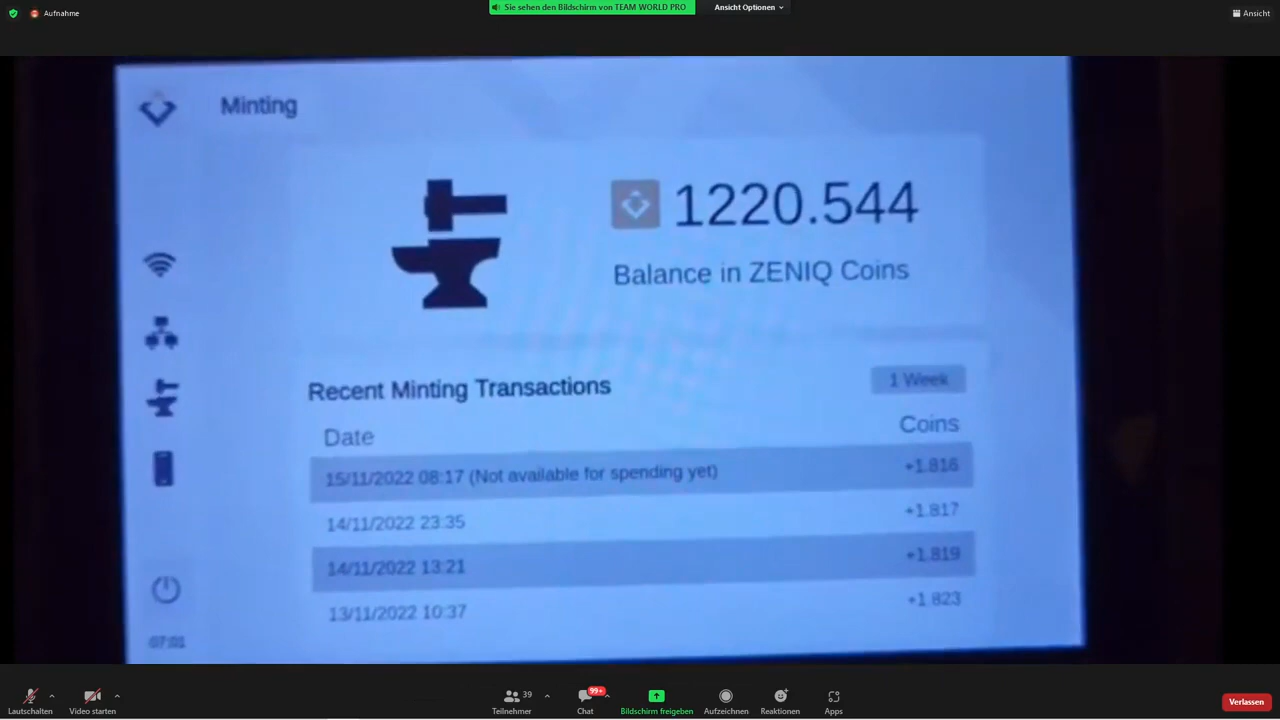 Aufnahme
Sie sehen den Bildschirm von TEAM WORLD PRO
Ansicht Optionen
Ansicht
Minting
1220.544
Balance in ZENIQ Coins
Recent Minting Transactions
1 Week
Date
Coins
15/11/2022 08:17 (Not available for spending yet)
+1.816
14/11/2022 23:35
+1.817
14/11/2022 13:21
+1.819
13/11/2022 10:37
+1.823
Lautschalten
Video starten
39
Teilnehmer
99+
Chat
Bildschirm freigeben
Aufzeichnen
Reaktionen
Apps
Verlassen